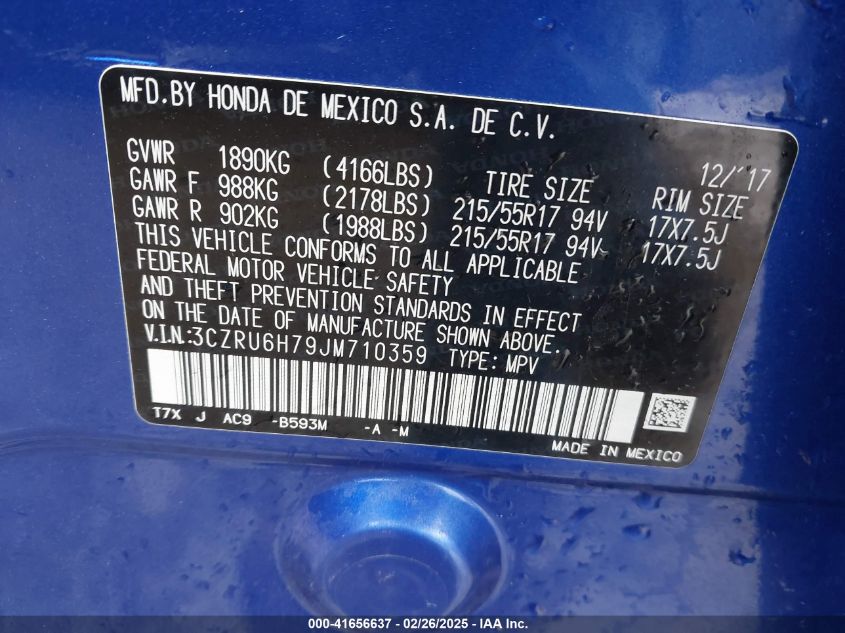 MFD.BY HONDA DE MEXICO S.A. DE C.V.
12/'17
GVWR 1890KG (4166LBS) TIRE SIZE RIM SIZE
GAWR F 988KG (2178LBS) 215/55R17 94V 17X7.5J
GAWR R 902KG (1988LBS) 215/55R17 94V 17X7.5J
THIS VEHICLE CONFORMS TO ALL APPLICABLE
FEDERAL MOTOR VEHICLE SAFETY
AND THEFT PREVENTION STANDARDS IN EFFECT
ON THE DATE OF MANUFACTURE SHOWN ABOVE.
V.I.N.:3CZRU6H79JM710359 TYPE: MPV
T7X J AC9 -B593M -A -M
MADE IN MEXICO
000-41656637 - 02/26/2025 - IAA Inc.